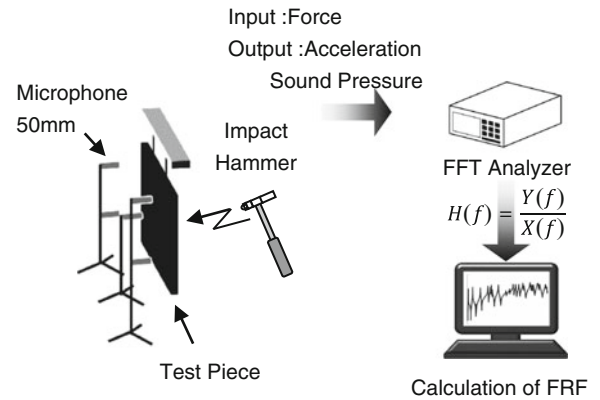 Input :Force
Output :Acceleration
Sound Pressure
Microphone
50mm
Impact
Hammer
FFT Analyzer
H(f) = Y(f)/X(f)
Test Piece
Calculation of FRF